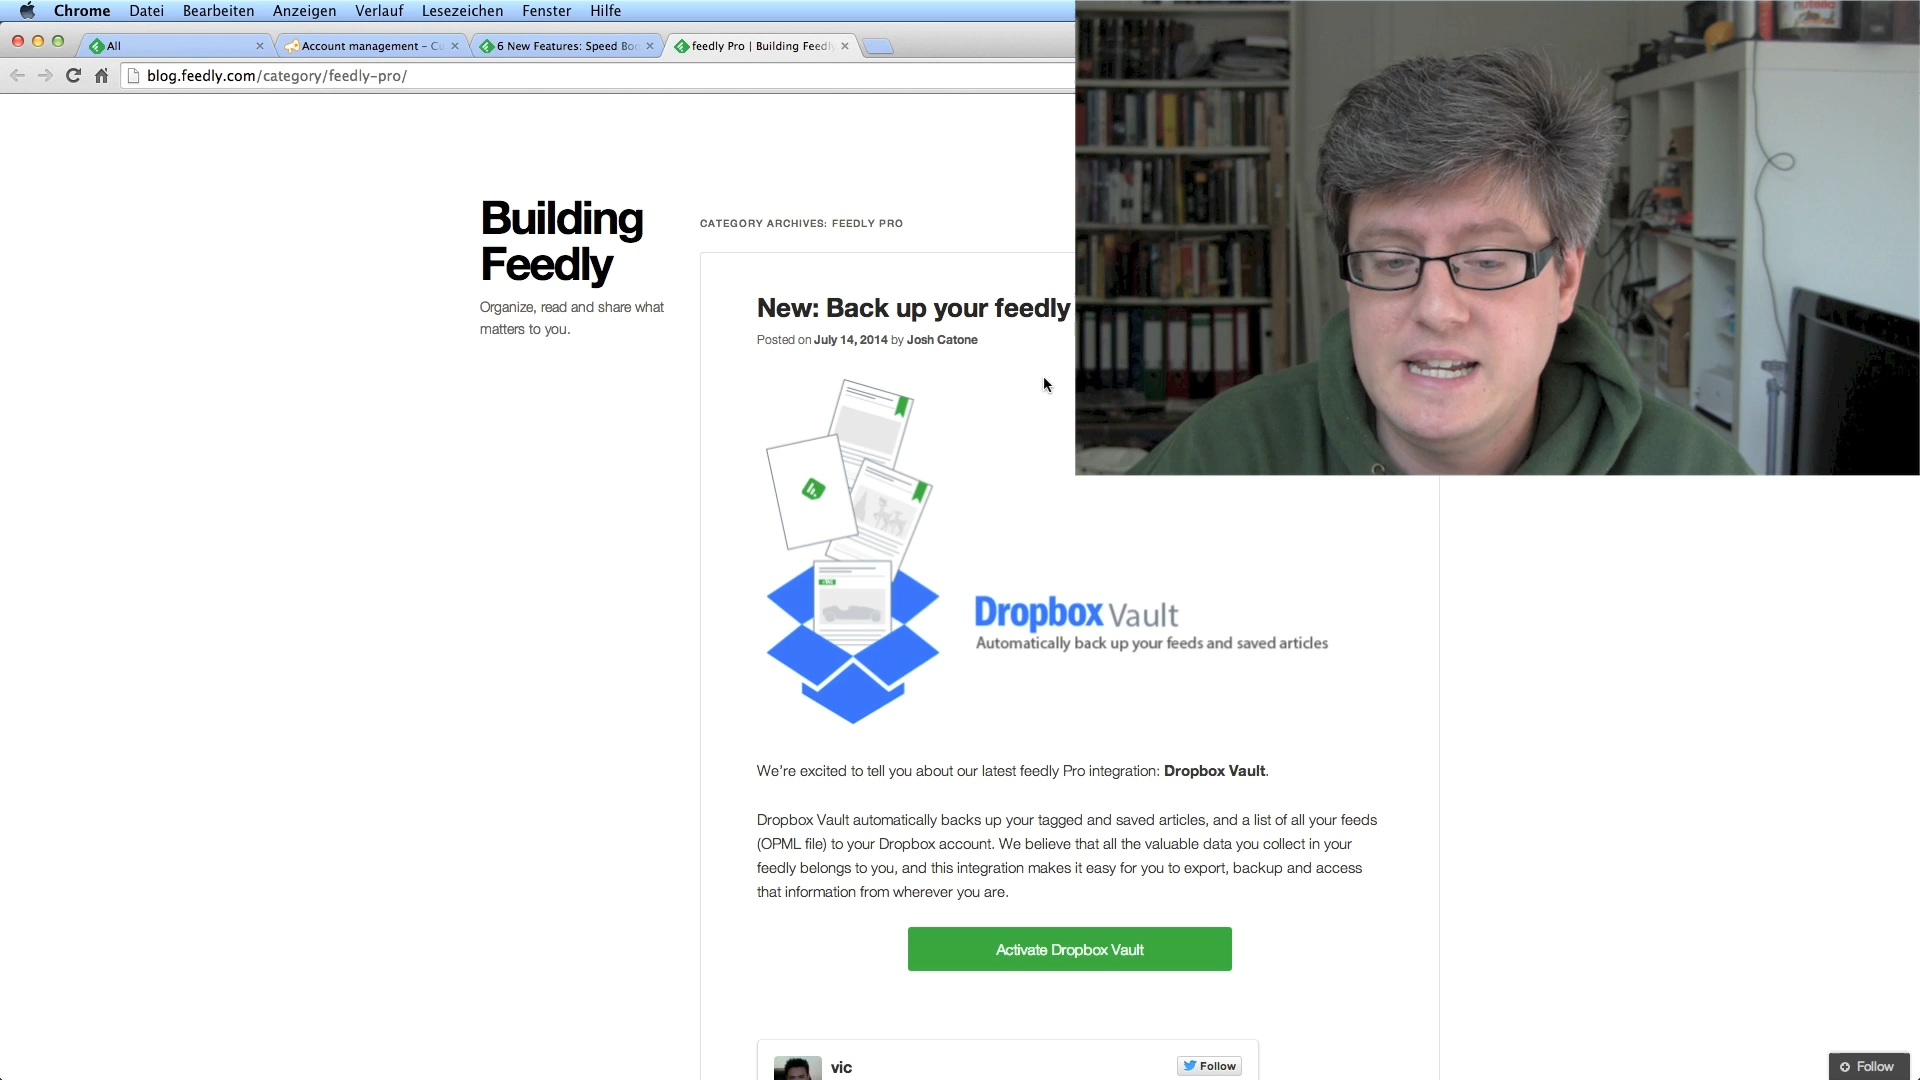 Chrome Datei Bearbeiten Anzeigen Verlauf Lesezeichen Fenster Hilfe
All
Account management – Cu
6 New Features: Speed Boo
feedly Pro | Building Feedly
blog.feedly.com/category/feedly-pro/
nutella
Building
Feedly
Organize, read and share what
matters to you.
CATEGORY ARCHIVES: FEEDLY PRO
New: Back up your feedly
Posted on July 14, 2014 by Josh Catone
Dropbox Vault
Automatically back up your feeds and saved articles
We're excited to tell you about our latest feedly Pro integration: Dropbox Vault.
Dropbox Vault automatically backs up your tagged and saved articles, and a list of all your feeds
(OPML file) to your Dropbox account. We believe that all the valuable data you collect in your
feedly belongs to you, and this integration makes it easy for you to export, backup and access
that information from wherever you are.
Activate Dropbox Vault
vic
Follow
Follow